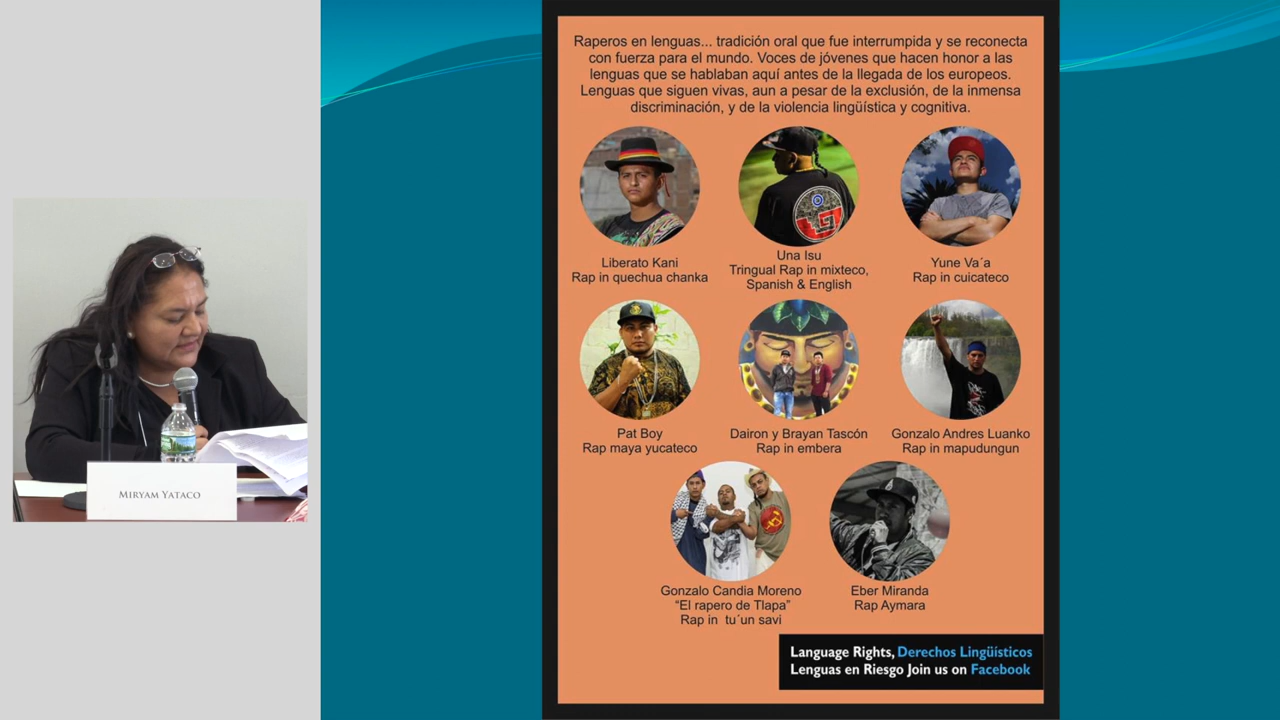 Raperos en lenguas... tradición oral que fue interrumpida y se reconecta
con fuerza para el mundo. Voces de jóvenes que hacen honor a las
lenguas que se hablaban aquí antes de la llegada de los europeos.
Lenguas que siguen vivas, aun a pesar de la exclusión, de la inmensa
discriminación, y de la violencia lingüística y cognitiva.
Liberato Kani
Rap in quechua chanka
Una Isu
Tringual Rap in mixteco,
Spanish & English
Yune Va´a
Rap in cuicateco
Pat Boy
Rap maya yucateco
Dairon y Brayan Tascón
Rap in embera
Gonzalo Andres Luanko
Rap in mapudungun
Gonzalo Candia Moreno
“El rapero de Tlapa”
Rap in tu´un savi
Eber Miranda
Rap Aymara
Language Rights, Derechos Lingüísticos
Lenguas en Riesgo Join us on Facebook
MIRYAM YATACO